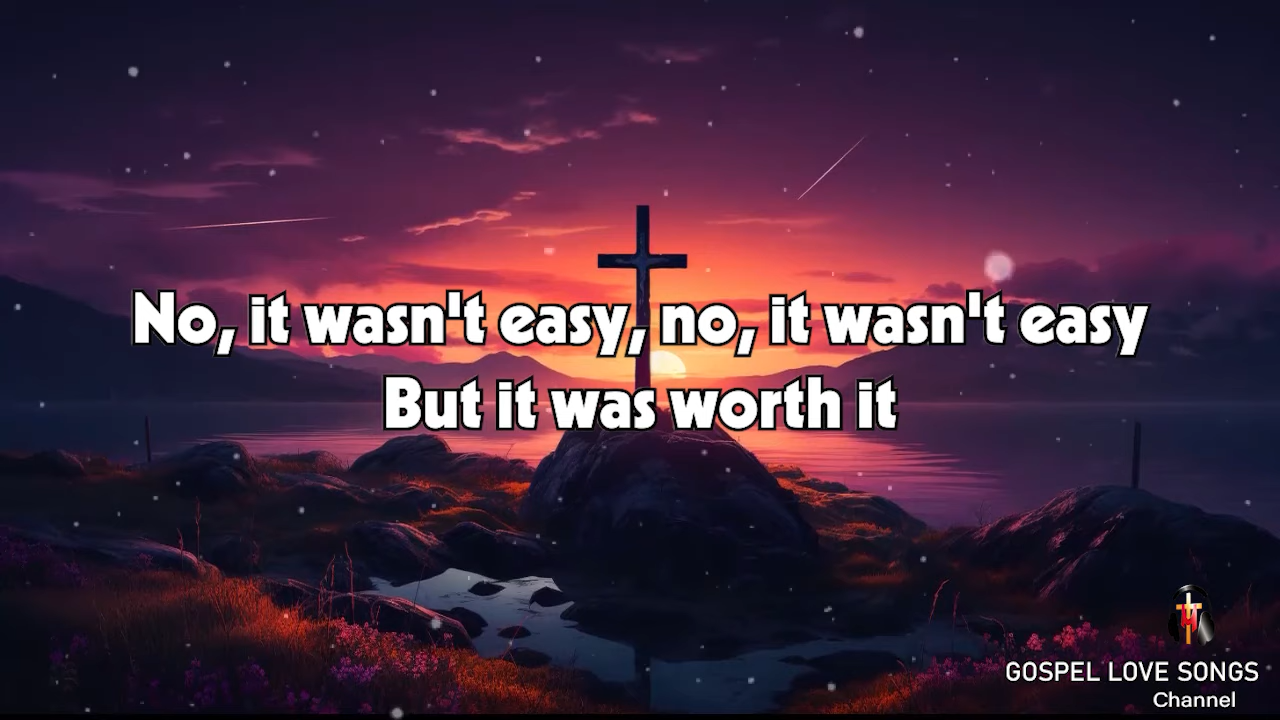 No, it wasn't easy, no, it wasn't easy
But it was worth it
GOSPEL LOVE SONGS
Channel